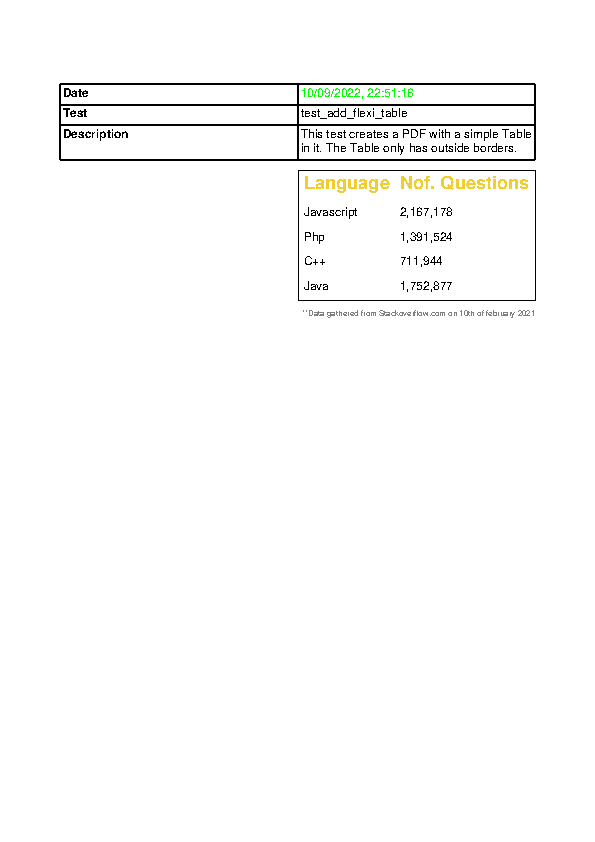 Date 10/09/2022, 22:51:18
Test test_add_flexi_table
Description This test creates a PDF with a simple Table
in it. The Table only has outside borders.
Language Nof. Questions
Javascript 2,167,178
Php 1,391,524
C++ 711,944
Java 1,752,877
**Data gathered from Stackoverflow.com on 10th of february 2021